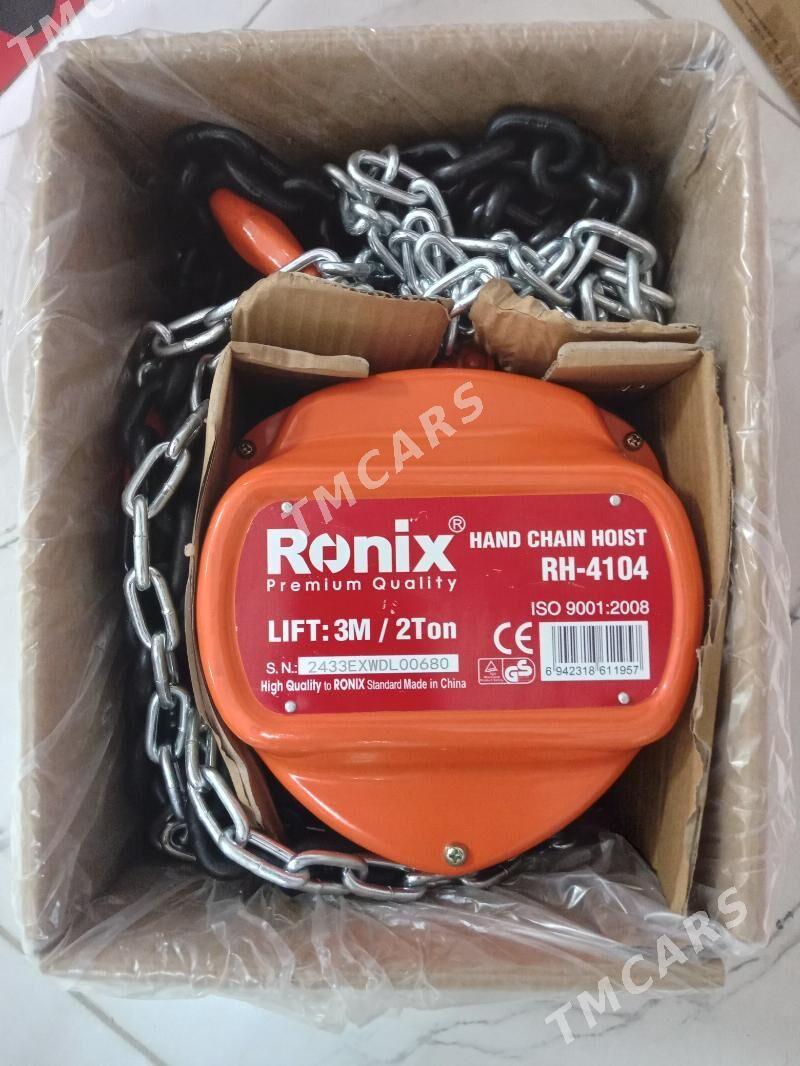 TMCARS
TMCARS
Ronix®
Premium Quality
HAND CHAIN HOIST
RH-4104
ISO 9001:2008
LIFT: 3M / 2Ton
S.N.: 2433EXWDL00680
High Quality to RONIX Standard Made in China
CE
GS
6 942318 611957
TMCARS